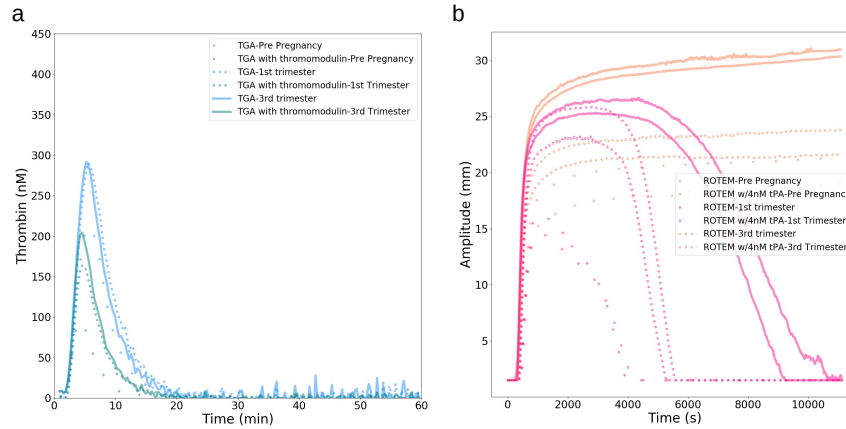 a
450
400
350
300
250
200
150
100
50
0
Thrombin (nM)
0 10 20 30 40 50 60
Time (min)
TGA-Pre Pregnancy
TGA with thromomodulin-Pre Pregnancy
TGA-1st trimester
TGA with thromomodulin-1st Trimester
TGA-3rd trimester
TGA with thromomodulin-3rd Trimester
b
30
25
20
15
10
5
Amplitude (mm)
0 2000 4000 6000 8000 10000
Time (s)
ROTEM-Pre Pregnancy
ROTEM w/4nM tPA-Pre Pregnanc
ROTEM-1st trimester
ROTEM w/4nM tPA-1st Trimester
ROTEM-3rd trimester
ROTEM w/4nM tPA-3rd Trimester